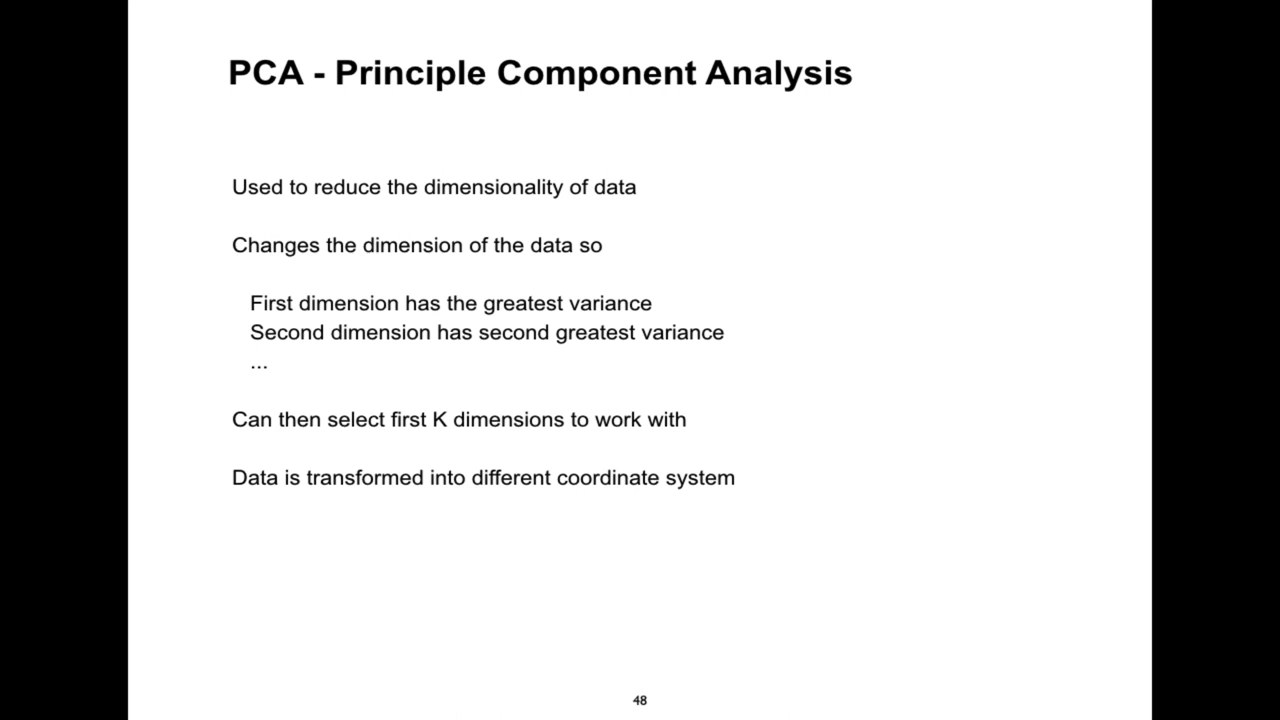 PCA - Principle Component Analysis
Used to reduce the dimensionality of data
Changes the dimension of the data so
First dimension has the greatest variance
Second dimension has second greatest variance
...
Can then select first K dimensions to work with
Data is transformed into different coordinate system
48